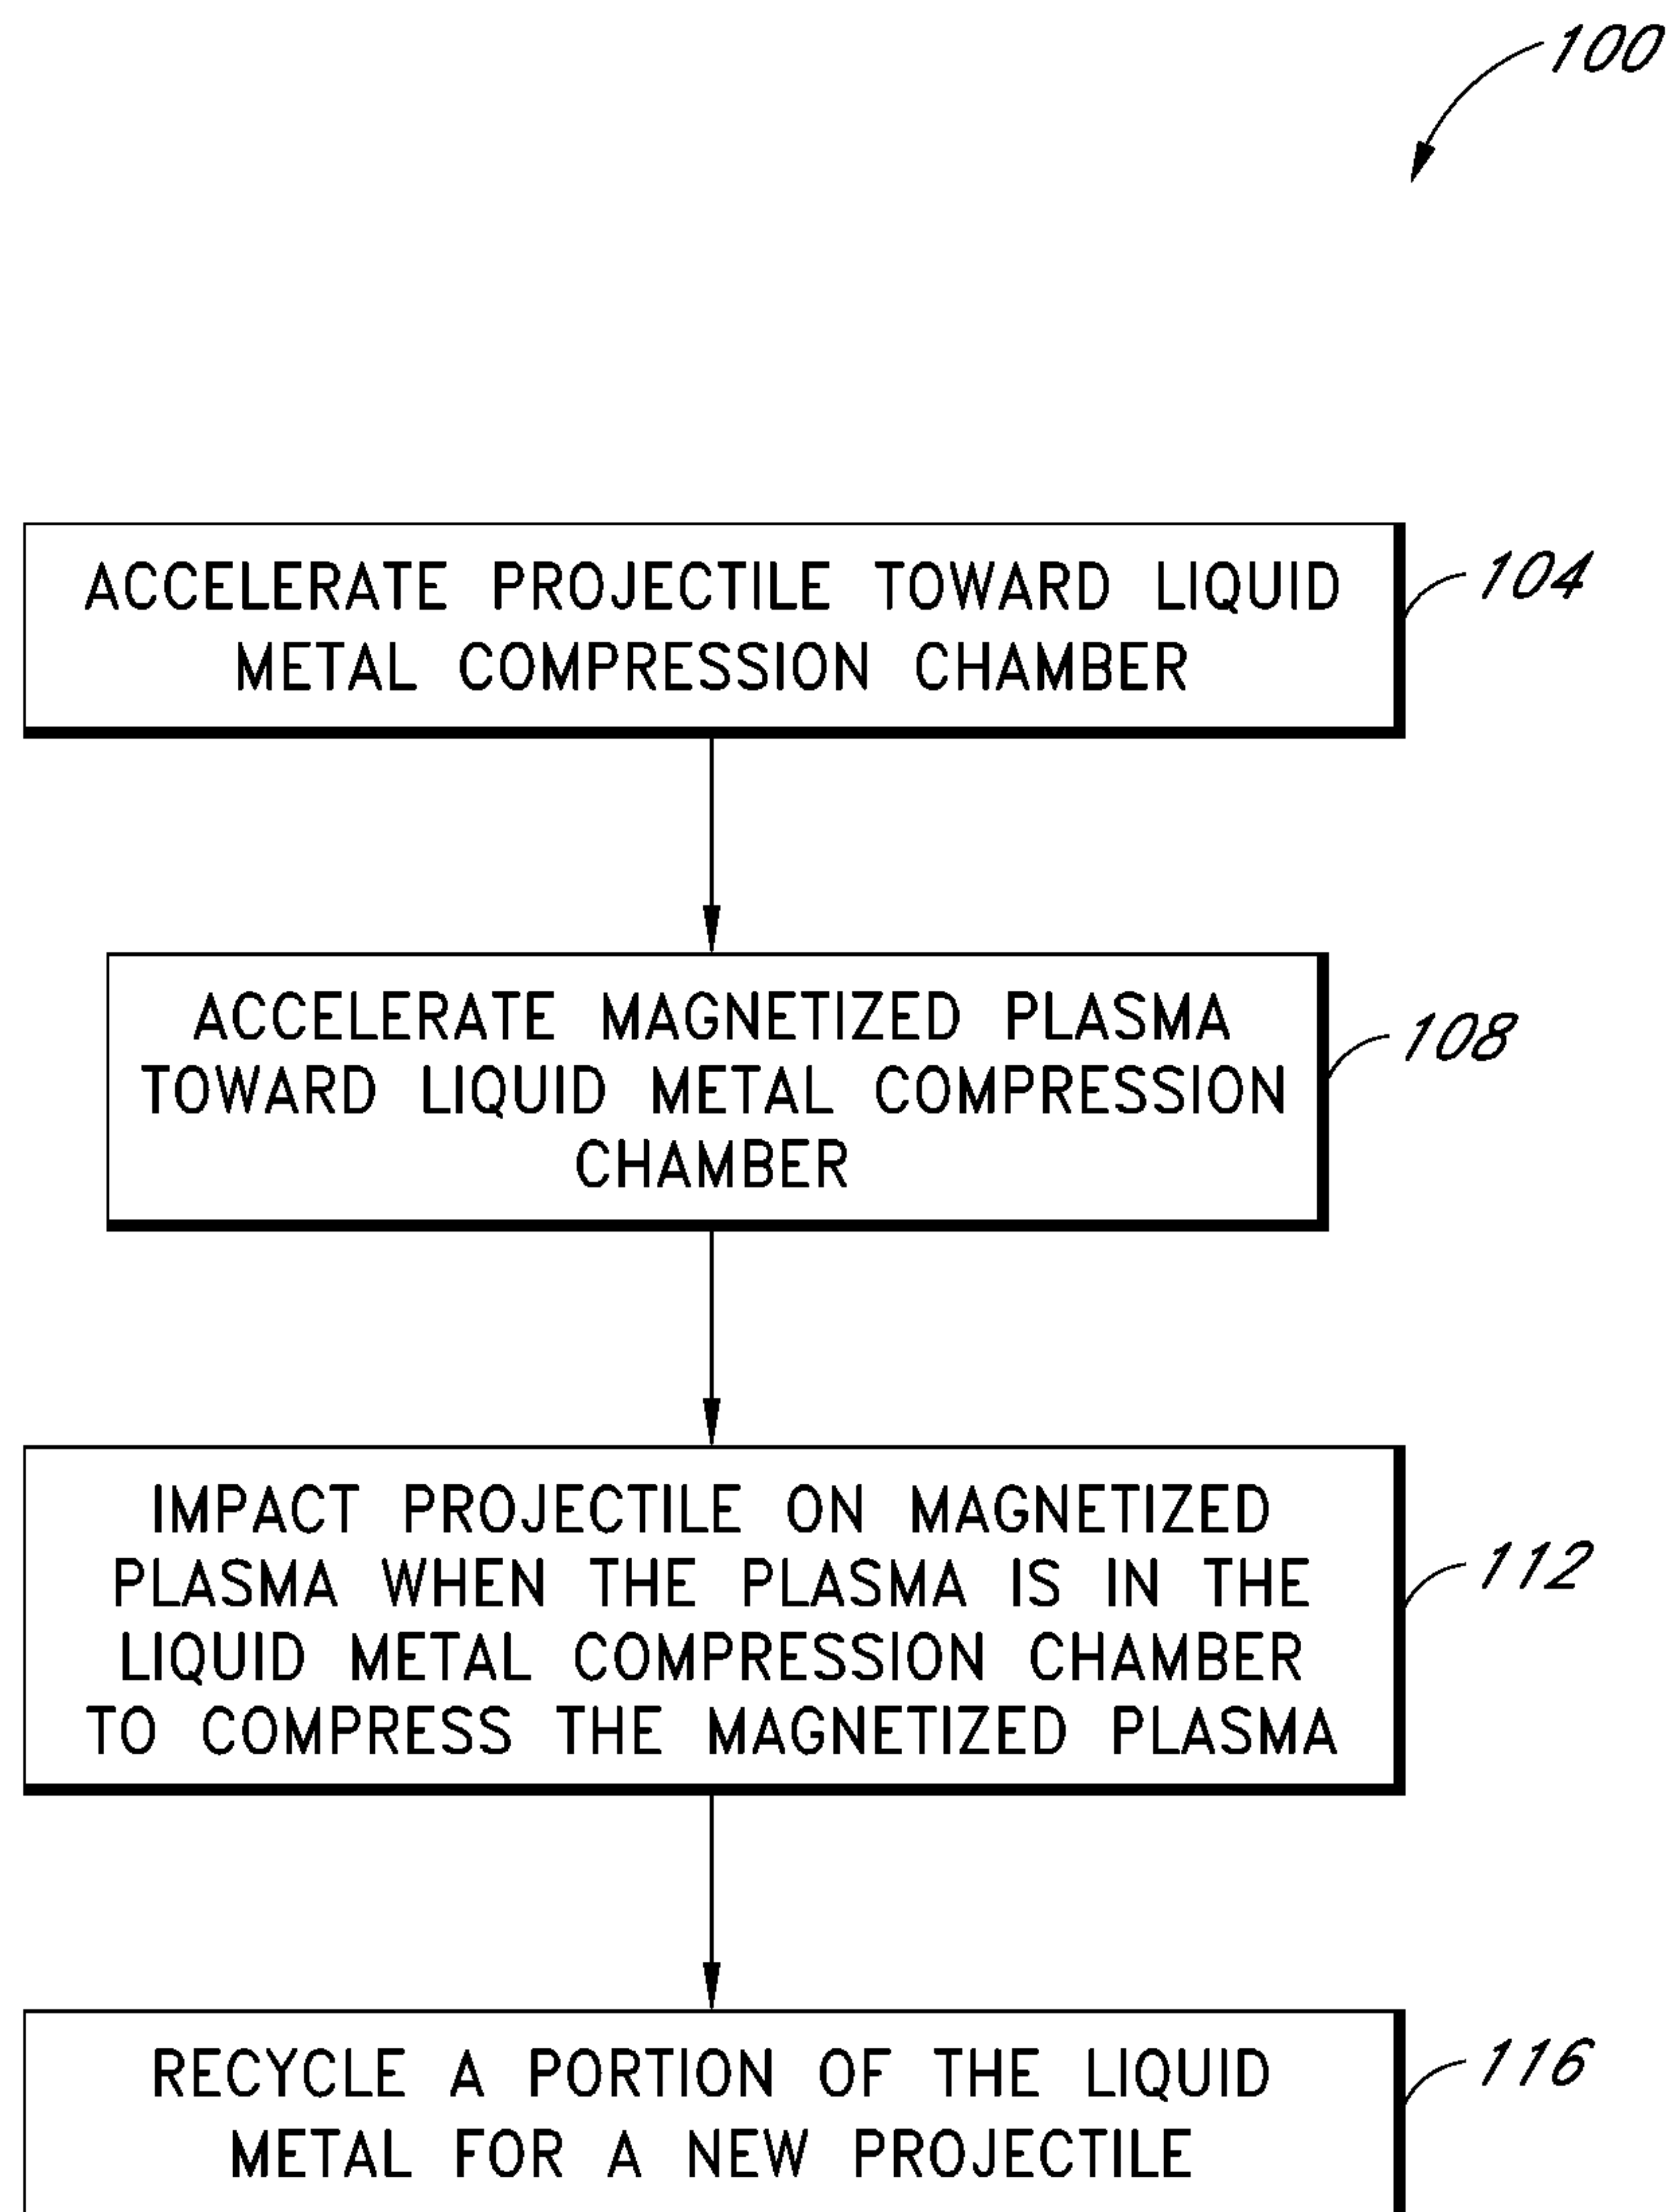 100
ACCELERATE PROJECTILE TOWARD LIQUID
METAL COMPRESSION CHAMBER
104
ACCELERATE MAGNETIZED PLASMA
TOWARD LIQUID METAL COMPRESSION
CHAMBER
108
IMPACT PROJECTILE ON MAGNETIZED
PLASMA WHEN THE PLASMA IS IN THE
LIQUID METAL COMPRESSION CHAMBER
TO COMPRESS THE MAGNETIZED PLASMA
112
RECYCLE A PORTION OF THE LIQUID
METAL FOR A NEW PROJECTILE
116